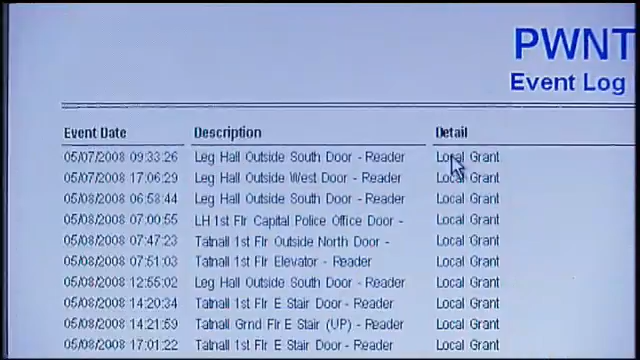 PWNT
Event Log
Event Date Description Detail
05/07/2008 09:33:26 Leg Hall Outside South Door - Reader Local Grant
05/07/2008 17:06:29 Leg Hall Outside West Door - Reader Local Grant
05/08/2008 06:58:44 Leg Hall Outside South Door - Reader Local Grant
05/08/2008 07:00:55 LH 1st Flr Capital Police Office Door - Local Grant
05/08/2008 07:47:23 Tatnall 1st Flr Outside North Door - Local Grant
05/08/2008 07:51:03 Tatnall 1st Flr Elevator - Reader Local Grant
05/08/2008 12:55:02 Leg Hall Outside South Door - Reader Local Grant
05/08/2008 14:20:34 Tatnall 1st Flr E Stair Door - Reader Local Grant
05/08/2008 14:21:59 Tatnall Grnd Flr E Stair (UP) - Reader Local Grant
05/08/2008 17:01:22 Tatnall 1st Flr E Stair Door - Reader Local Grant